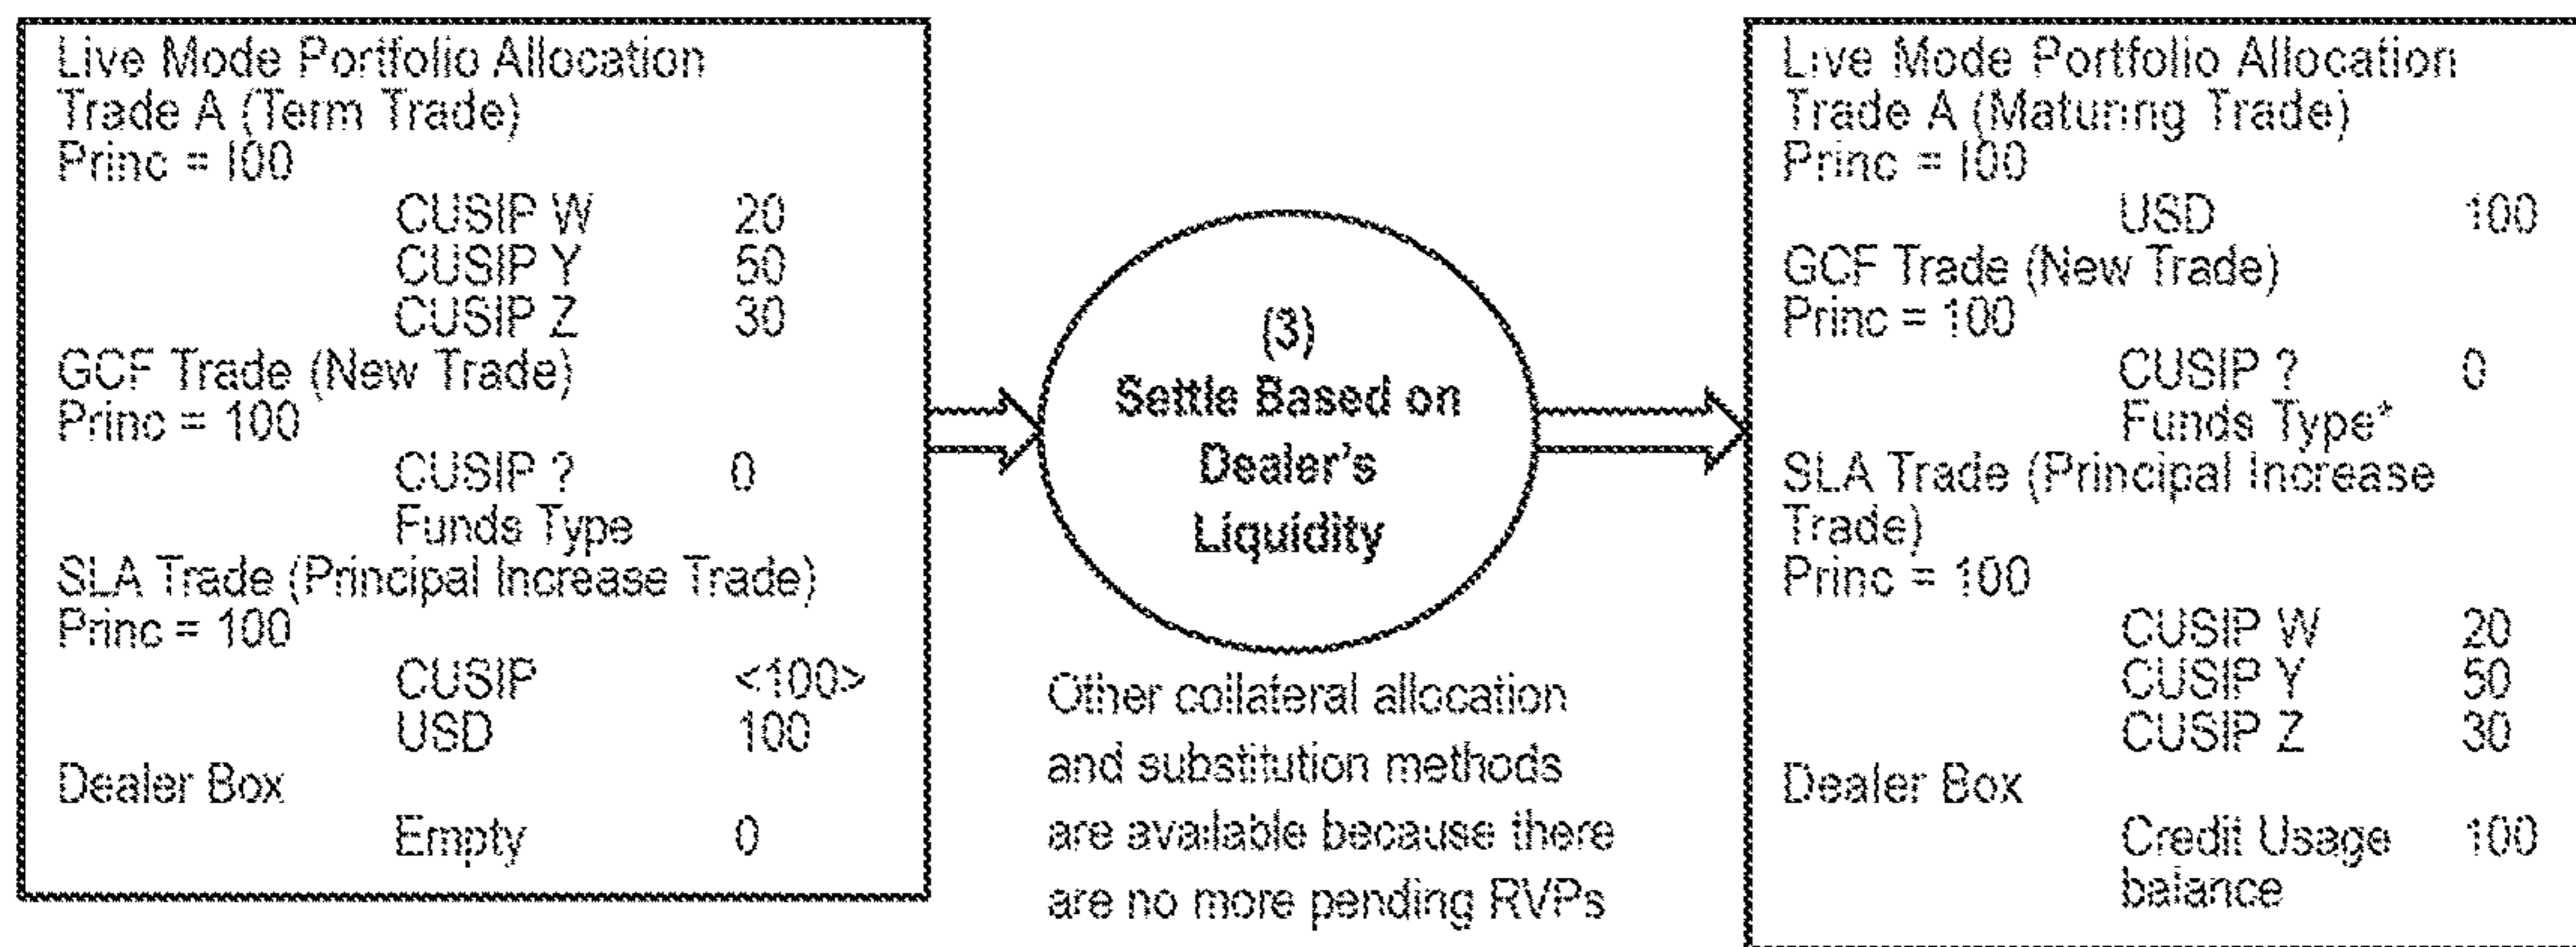 Live Mode Portfolio Allocation
Trade A (Term Trade)
Princ = I00
CUSIP W 20
CUSIP Y 50
CUSIP Z 30
GCF Trade (New Trade)
Princ = 100
CUSIP ? 0
Funds Type
SLA Trade (Principal Increase Trade)
Princ = 100
CUSIP <100>
USD 100
Dealer Box
Empty 0
(3)
Settle Based on
Dealer's
Liquidity
Other collateral allocation
and substitution methods
are available because there
are no more pending RVPs
Live Mode Portfolio Allocation
Trade A (Maturing Trade)
Princ = I00
USD 100
GCF Trade (New Trade)
Princ = 100
CUSIP ? 0
Funds Type*
SLA Trade (Principal Increase
Trade)
Princ = 100
CUSIP W 20
CUSIP Y 50
CUSIP Z 30
Dealer Box
Credit Usage 100
balance